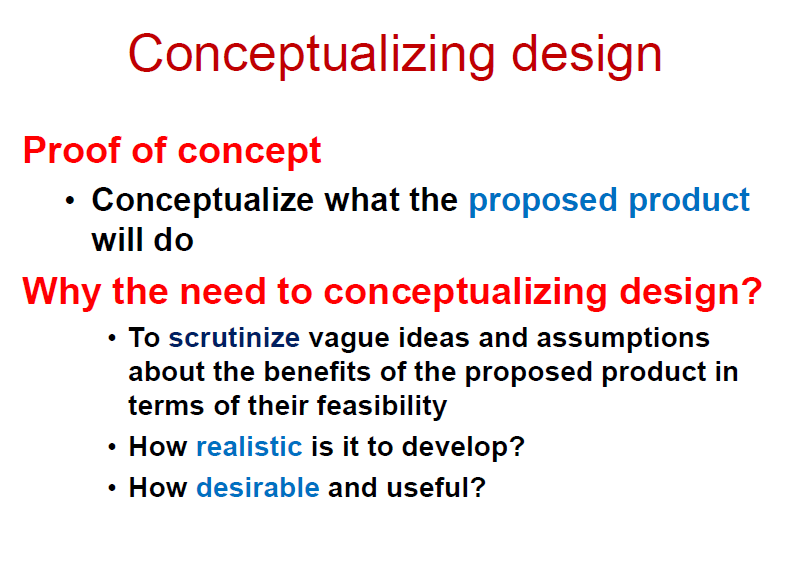 Conceptualizing design
Proof of concept
• Conceptualize what the proposed product
will do
Why the need to conceptualizing design?
• To scrutinize vague ideas and assumptions
about the benefits of the proposed product in
terms of their feasibility
• How realistic is it to develop?
• How desirable and useful?